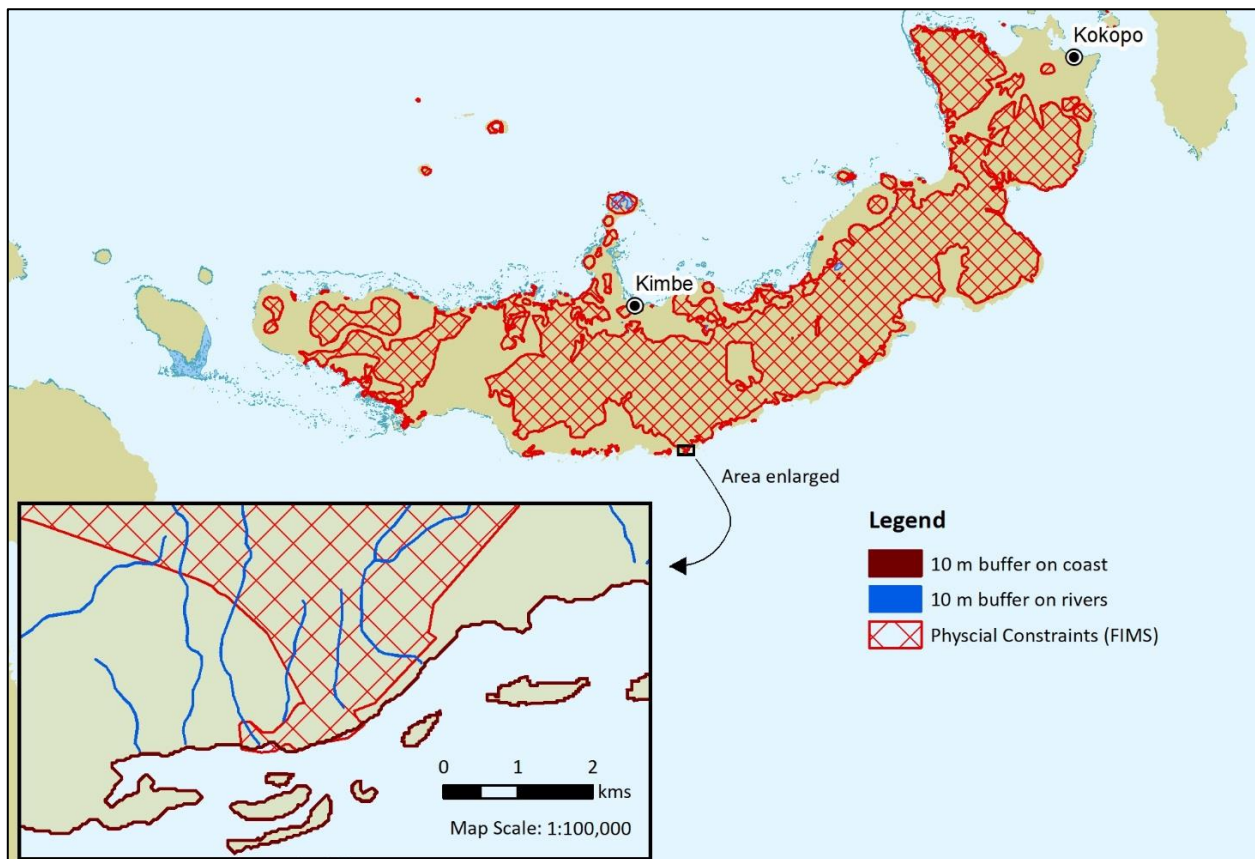 Kokopo
Kimbe
Area enlarged
Legend
10 m buffer on coast
10 m buffer on rivers
Physcial Constraints (FIMS)
0 1 2
kms
Map Scale: 1:100,000